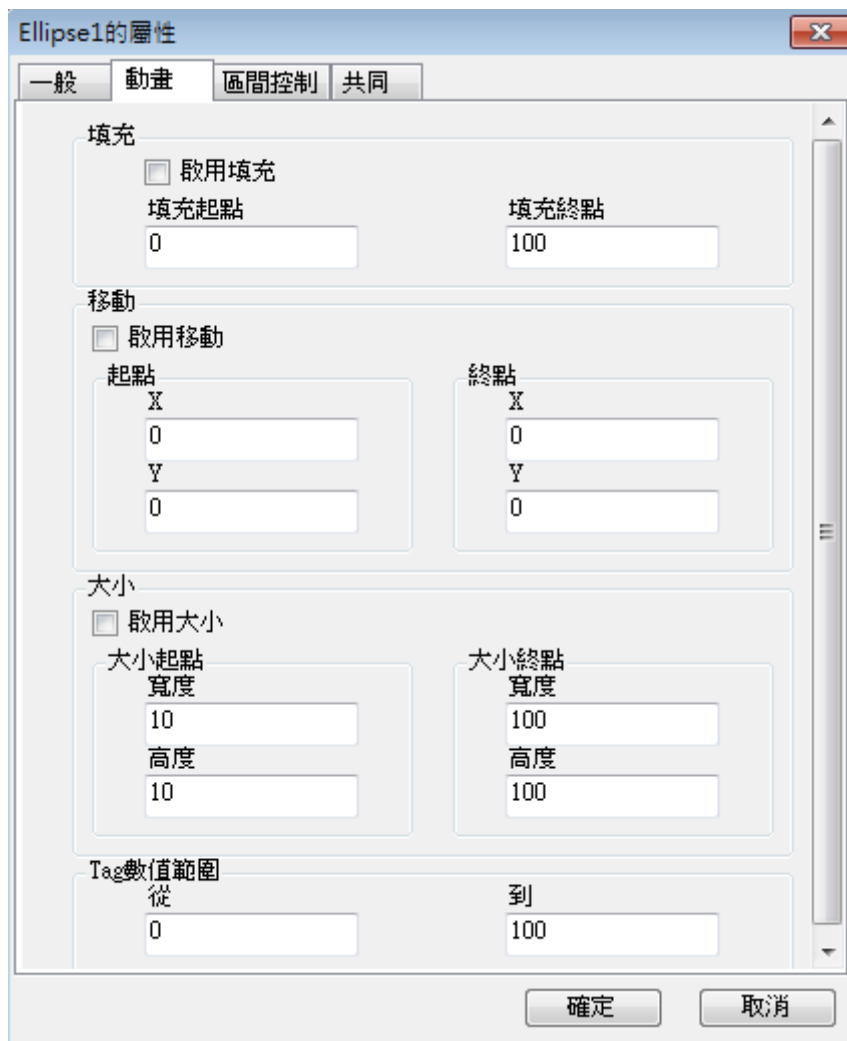 Ellipse1的屬性
一般 動畫 區間控制 共同
填充
啟用填充
填充起點 填充終點
0 100
移動
啟用移動
起點 終點
X X
0 0
Y Y
0 0
大小
啟用大小
大小起點 大小終點
寬度 寬度
10 100
高度 高度
10 100
Tag數值範圍
從 到
0 100
確定 取消